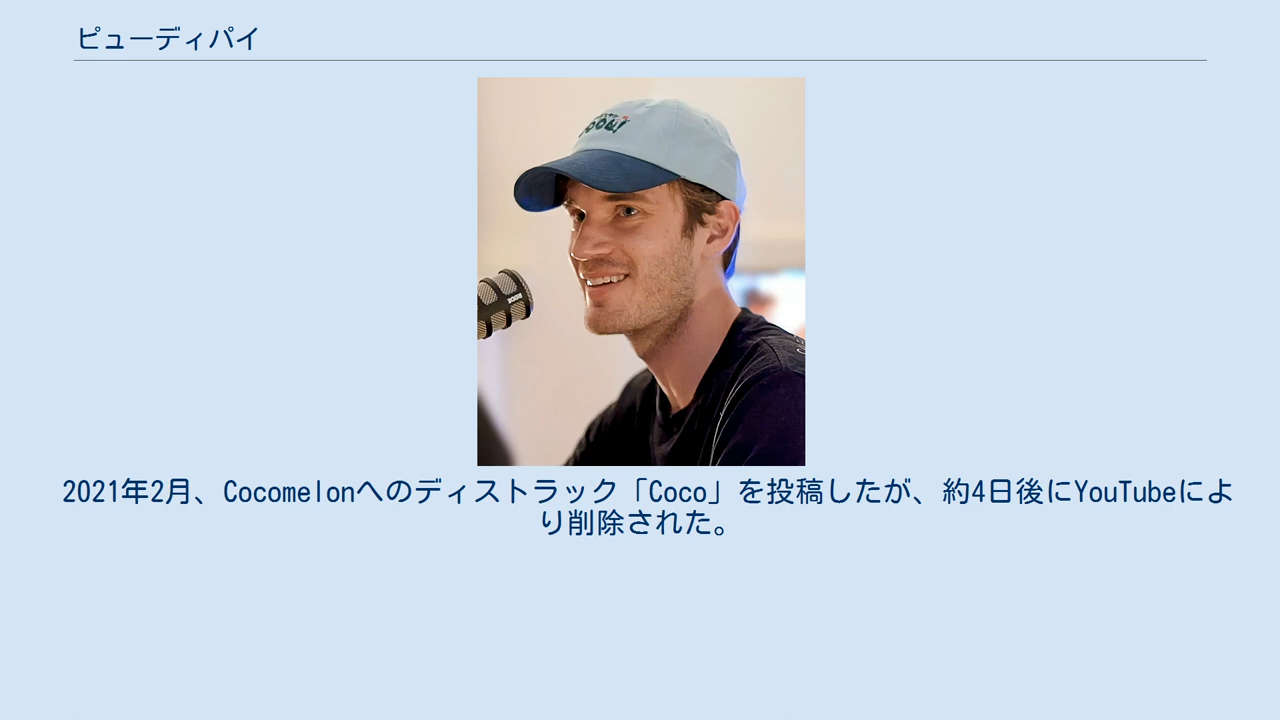 ピューディパイ
2021年2月、Cocomelonへのディストラック「Coco」を投稿したが、約4日後にYouTubeによ
り削除された。